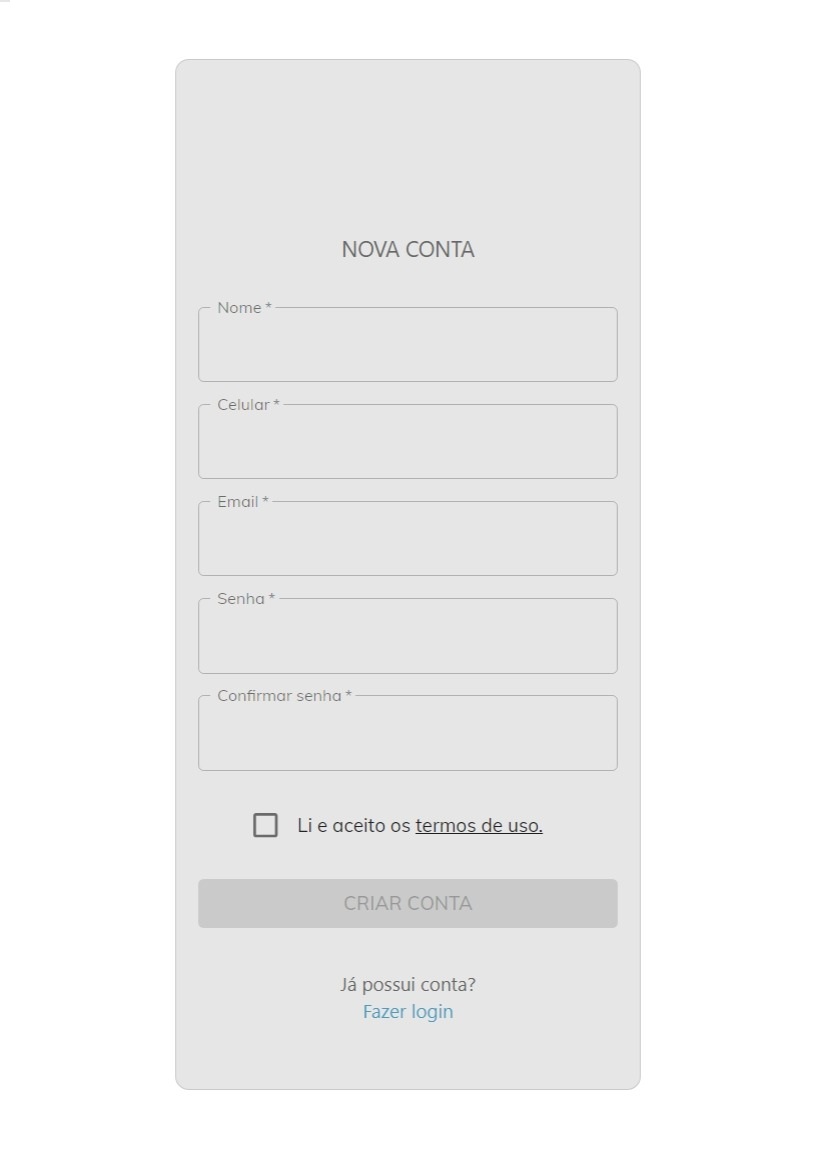 NOVA CONTA
Nome *
Celular *
Email *
Senha *
Confirmar senha *
Li e aceito os termos de uso.
CRIAR CONTA
Já possui conta?
Fazer login